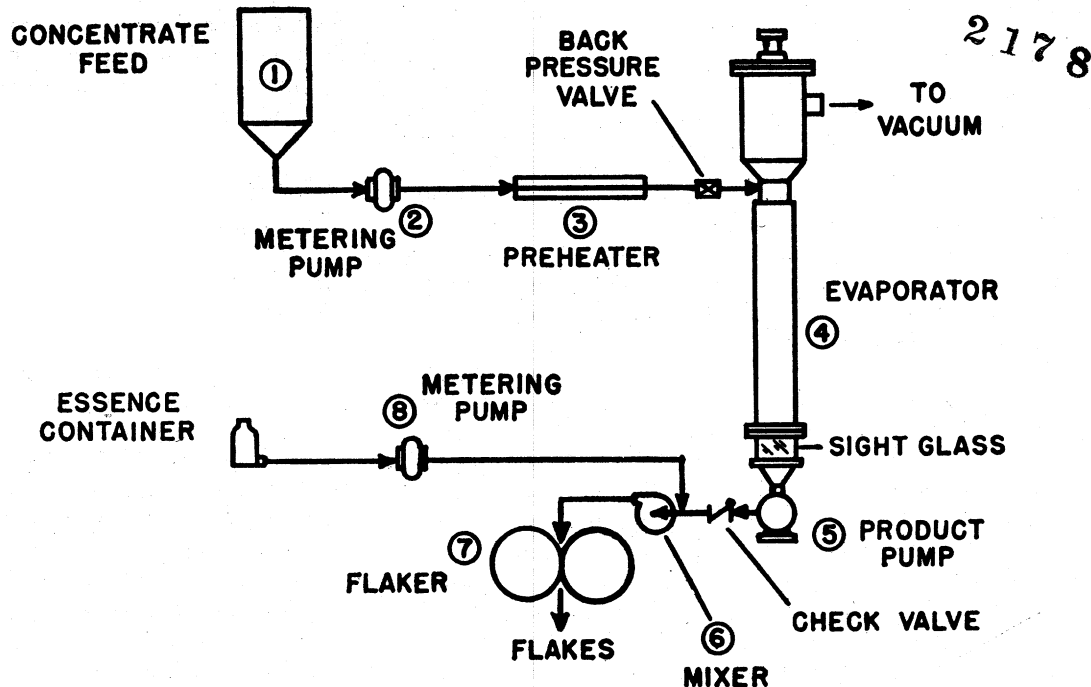 2178
CONCENTRATE
FEED
①
BACK
PRESSURE
VALVE
TO
VACUUM
②
METERING
PUMP
③
PREHEATER
EVAPORATOR
④
ESSENCE
CONTAINER
⑧
METERING
PUMP
SIGHT GLASS
⑤ PRODUCT
PUMP
⑦
FLAKER
FLAKES
CHECK VALVE
⑥
MIXER